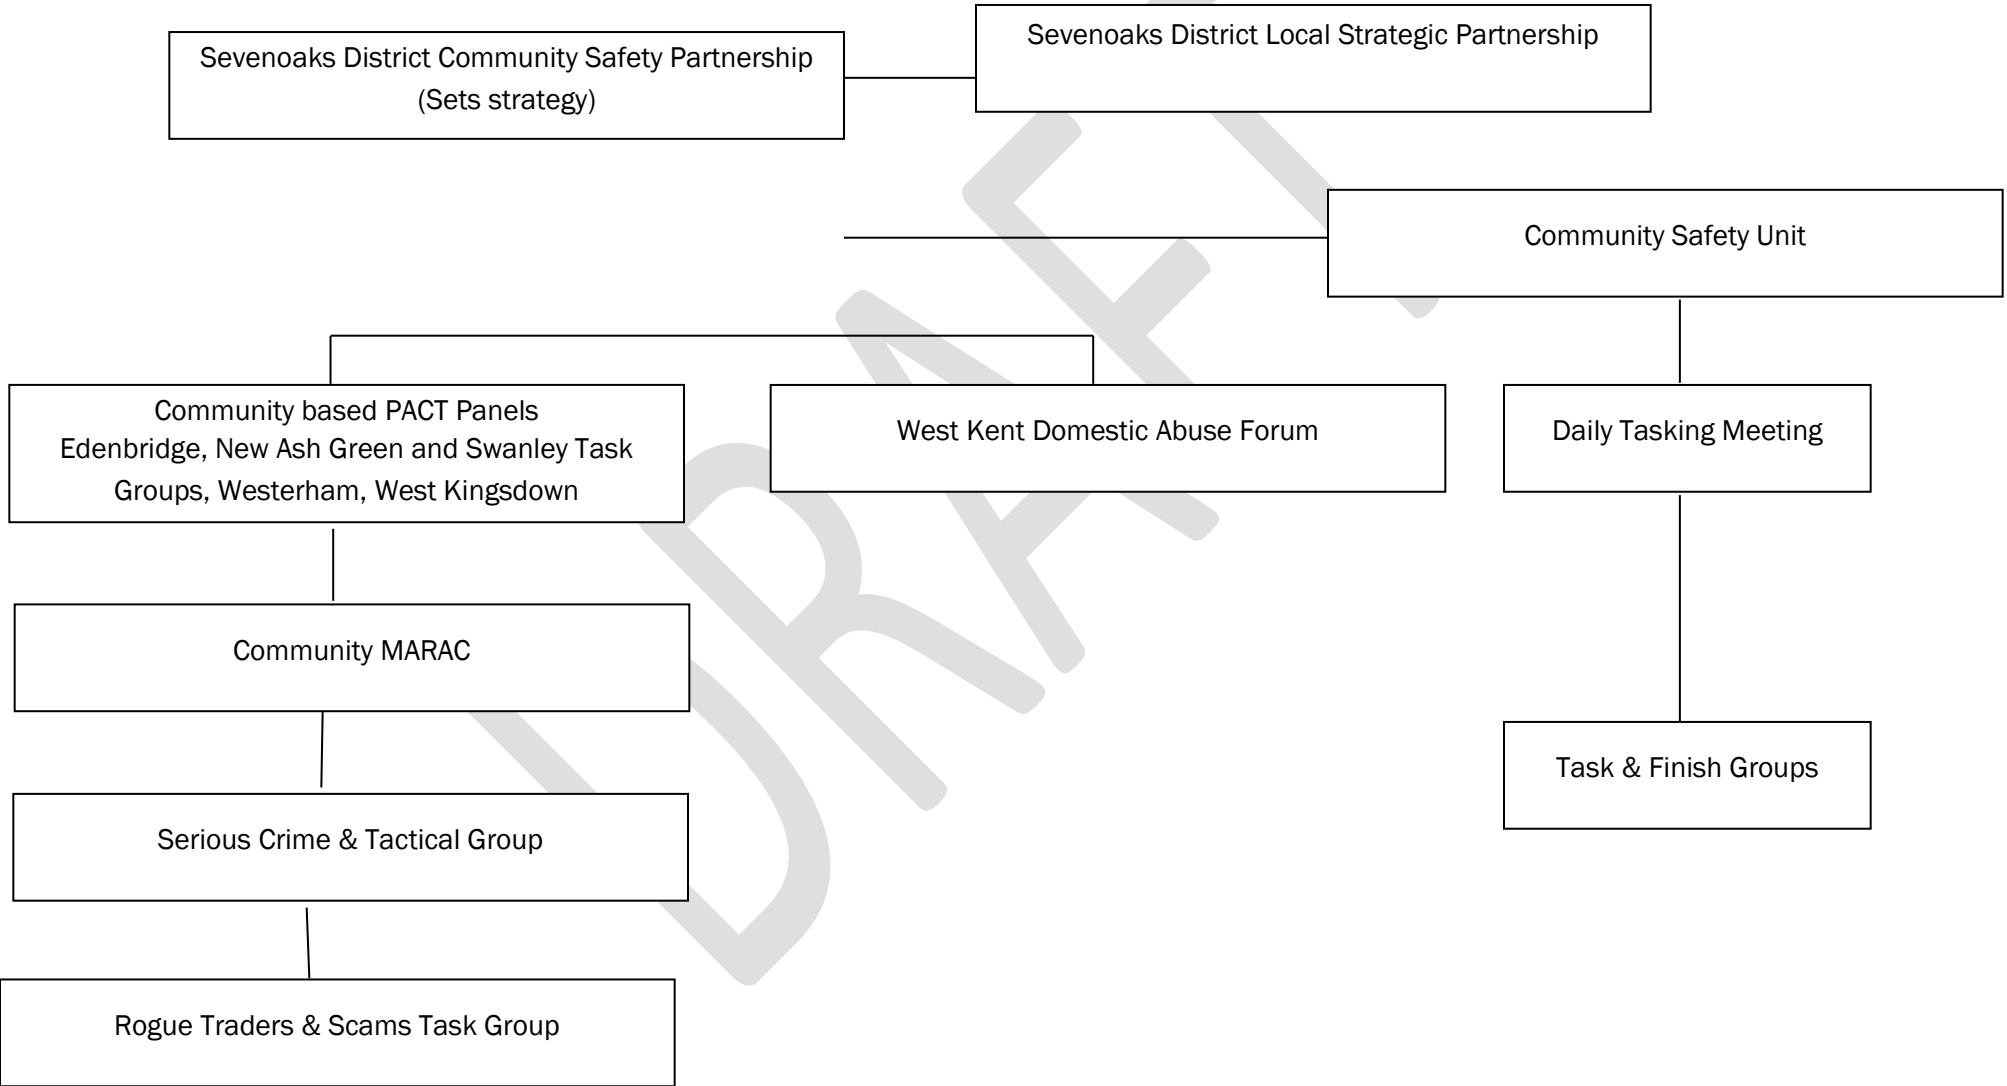 Sevenoaks District Community Safety Partnership
(Sets strategy)
Sevenoaks District Local Strategic Partnership
Community Safety Unit
Community based PACT Panels
Edenbridge, New Ash Green and Swanley Task
Groups, Westerham, West Kingsdown
West Kent Domestic Abuse Forum
Daily Tasking Meeting
Community MARAC
Task & Finish Groups
Serious Crime & Tactical Group
Rogue Traders & Scams Task Group
DRAFT